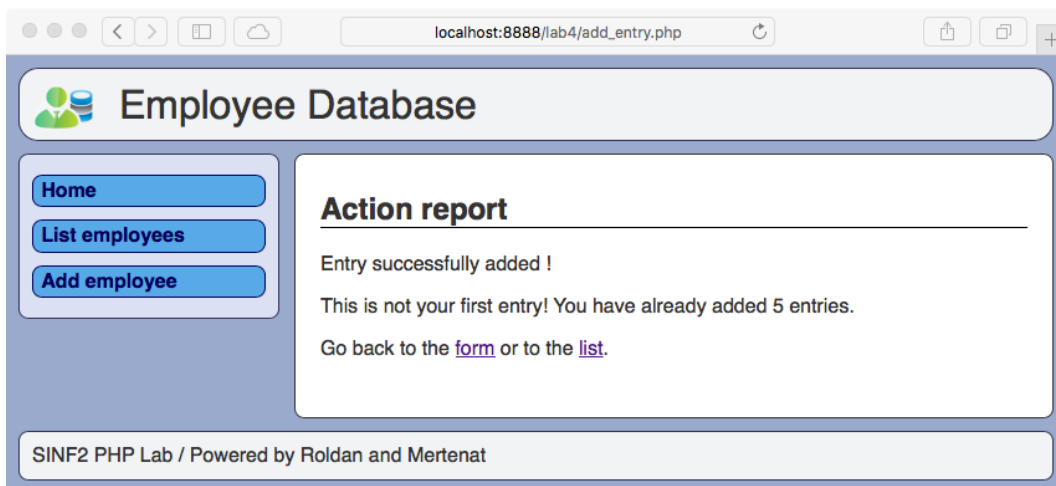 localhost:8888/lab4/add_entry.php
Employee Database
Home
List employees
Add employee
Action report
Entry successfully added !
This is not your first entry! You have already added 5 entries.
Go back to the form or to the list.
SINF2 PHP Lab / Powered by Roldan and Mertenat